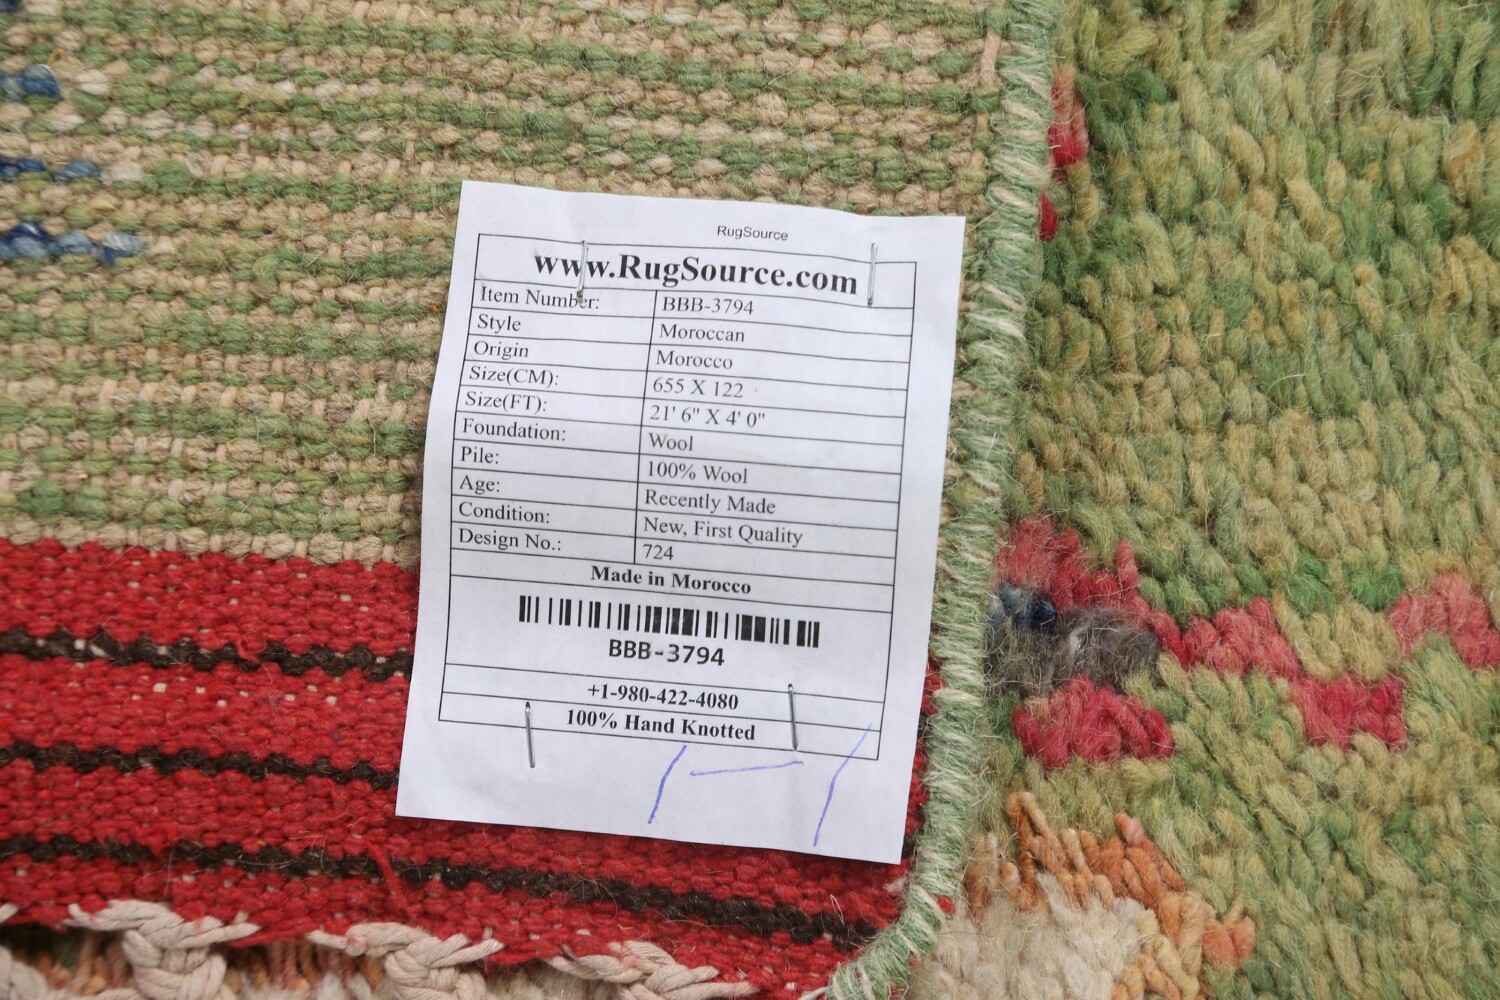 RugSource
www.RugSource.com
Item Number: BBB-3794
Style Moroccan
Origin Morocco
Size(CM): 655 X 122
Size(FT): 21' 6" X 4' 0"
Foundation: Wool
Pile: 100% Wool
Age: Recently Made
Condition: New, First Quality
Design No.: 724
Made in Morocco
BBB-3794
+1-980-422-4080
100% Hand Knotted
1-1